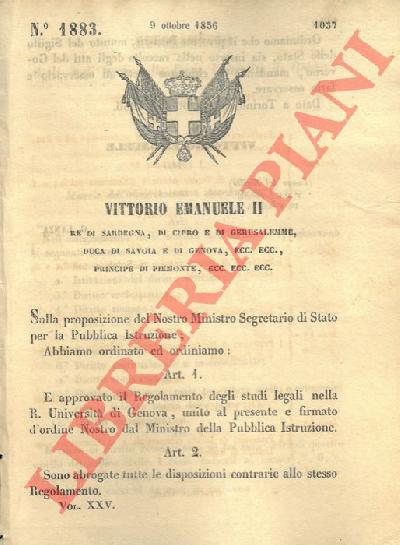 N.° 1883.
9 ottobre 1856
1037
VITTORIO EMANUELE II
RE DI SARDEGNA, DI CIPRO E DI GERUSALEMME,
DUCA DI SAVOIA E DI GENOVA, ECC. ECC.,
PRINCIPE DI PIEMONTE, ECC. ECC. ECC.
Sulla proposizione del Nostro Ministro Segretario di Stato
per la Pubblica Istruzione;
Abbiamo ordinato ed ordiniamo:
Art. 1.
E approvato il Regolamento degli studi legali nella
R. Università di Genova, unito al presente e firmato
d'ordine Nostro dal Ministro della Pubblica Istruzione.
Art. 2.
Sono abrogate tutte le disposizioni contrarie allo stesso
Regolamento.
Vol. XXV.
LIBRERIA PIANI